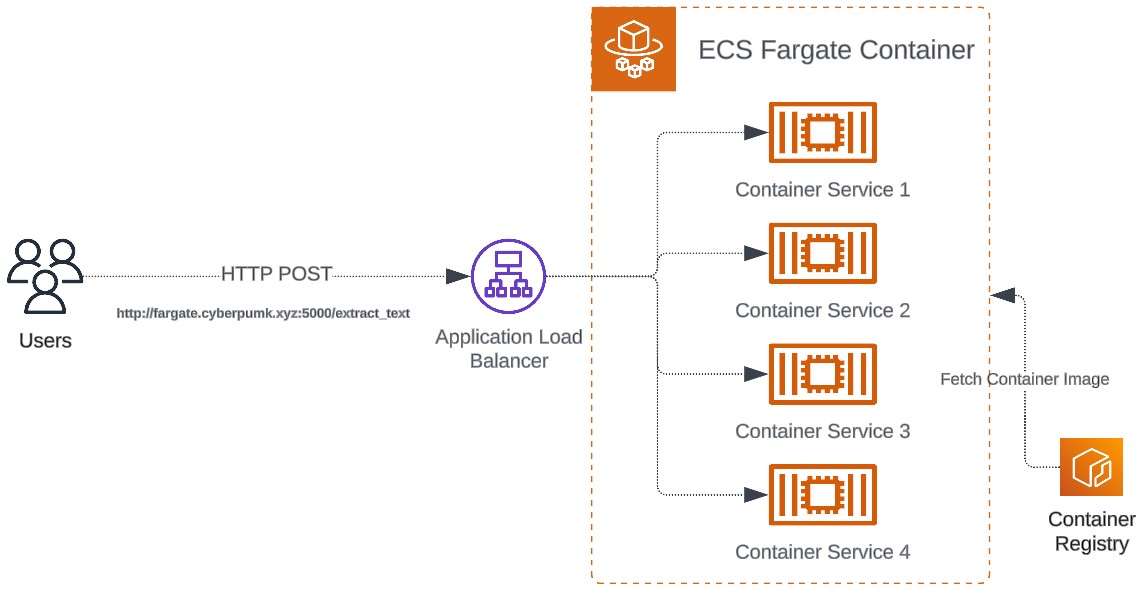 ECS Fargate Container
Container Service 1
HTTP POST
http://fargate.cyberpumk.xyz:5000/extract_text
Users
Application Load
Balancer
Container Service 2
Container Service 3
Container Service 4
Fetch Container Image
Container
Registry